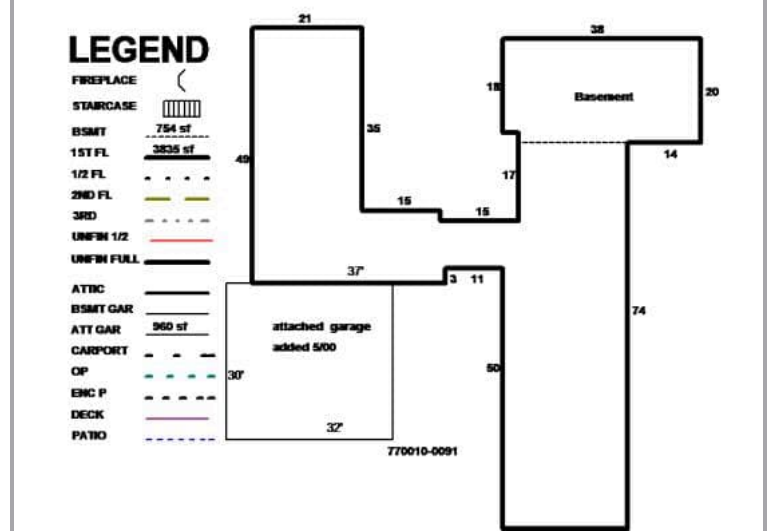 LEGEND
FIREPLACE
STAIRCASE
BSMT 754 sf
1ST FL 3835 sf
1/2 FL
2ND FL
3RD
UNFIN 1/2
UNFIN FULL
ATTIC
BSMT GAR
ATT GAR 960 sf
CARPORT
OP
ENC P
DECK
PATIO
21
38
18
Basement
20
35
49
14
17
15
15
37'
3
11
74
attached garage
added 5/00
50
30'
32'
770010-0091